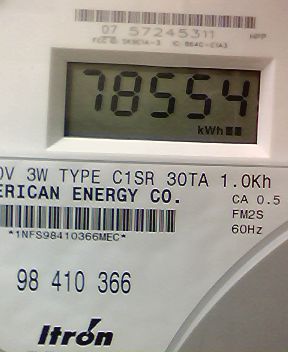 07 57245311
78554
kWh
0V 3W TYPE C1SR 30TA 1.0Kh
ERICAN ENERGY CO.
CA 0.5
FM2S
60Hz
*1NFS98410366MEC*
98 410 366
Itrón